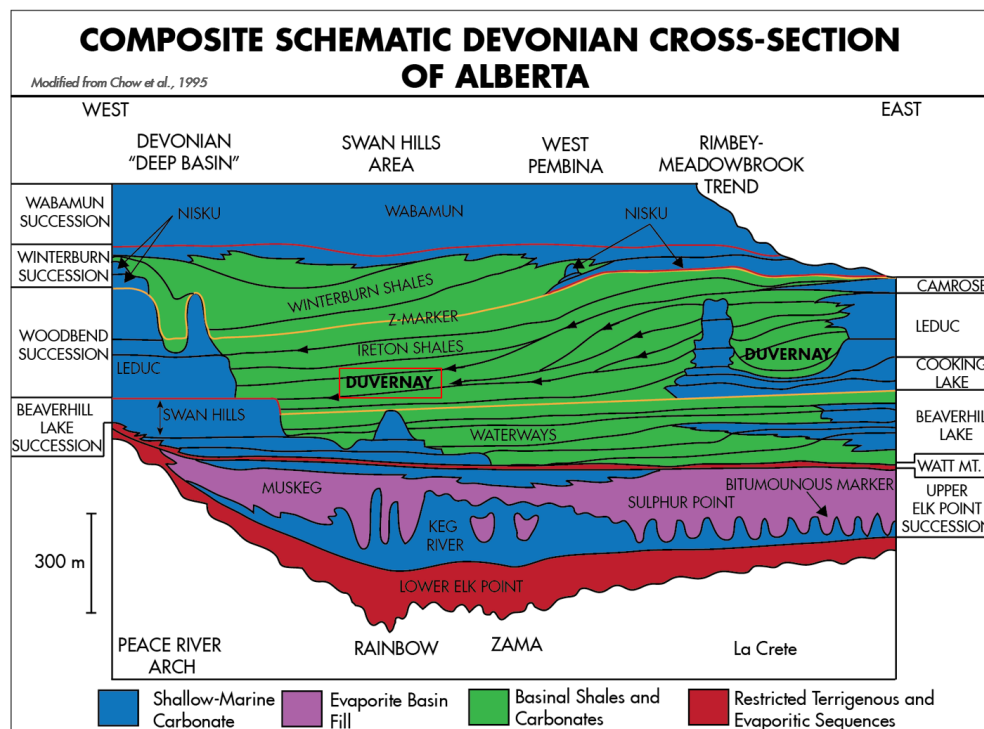 COMPOSITE SCHEMATIC DEVONIAN CROSS-SECTION
OF ALBERTA
Modified from Chow et al., 1995
WEST
EAST
DEVONIAN
"DEEP BASIN"
SWAN HILLS
AREA
WEST
PEMBINA
RIMBEY-
MEADOWBROOK
TREND
WABAMUN
SUCCESSION
WINTERBURN
SUCCESSION
WOODBEND
SUCCESSION
BEAVERHILL
LAKE
SUCCESSION
300 m
NISKU
WABAMUN
NISKU
WINTERBURN SHALES
Z-MARKER
IRETON SHALES
LEDUC
DUVERNAY
DUVERNAY
SWAN HILLS
WATERWAYS
MUSKEG
KEG
RIVER
SULPHUR POINT
BITUMOUNOUS MARKER
LOWER ELK POINT
CAMROSE
LEDUC
COOKING
LAKE
BEAVERHILL
LAKE
WATT MT.
UPPER
ELK POINT
SUCCESSION
PEACE RIVER
ARCH
RAINBOW
ZAMA
La Crete
Shallow-Marine
Carbonate
Evaporite Basin
Fill
Basinal Shales and
Carbonates
Restricted Terrigenous and
Evaporitic Sequences